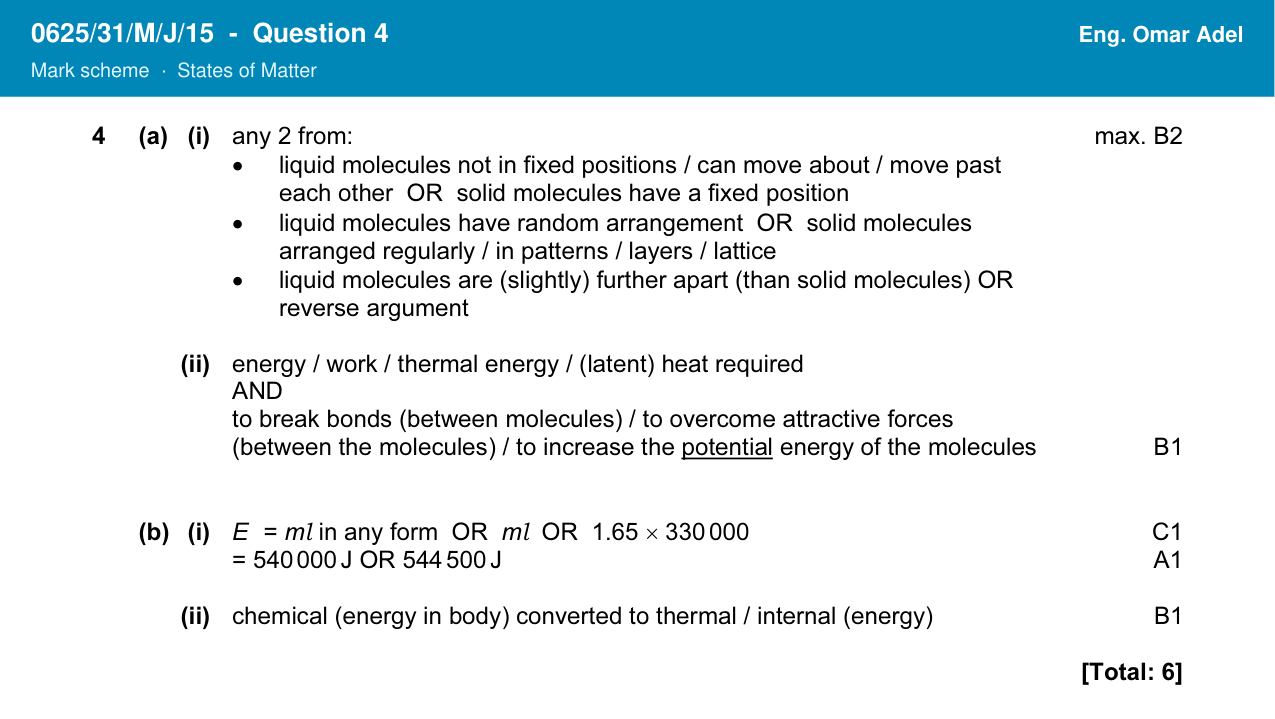 0625/31/M/J/15 - Question 4
Eng. Omar Adel
Mark scheme · States of Matter
4 (a) (i) any 2 from: max. B2
• liquid molecules not in fixed positions / can move about / move past
each other OR solid molecules have a fixed position
• liquid molecules have random arrangement OR solid molecules
arranged regularly / in patterns / layers / lattice
• liquid molecules are (slightly) further apart (than solid molecules) OR
reverse argument
(ii) energy / work / thermal energy / (latent) heat required
AND
to break bonds (between molecules) / to overcome attractive forces
(between the molecules) / to increase the potential energy of the molecules B1
(b) (i) E = ml in any form OR ml OR 1.65 × 330 000 C1
= 540 000 J OR 544 500 J A1
(ii) chemical (energy in body) converted to thermal / internal (energy) B1
[Total: 6]